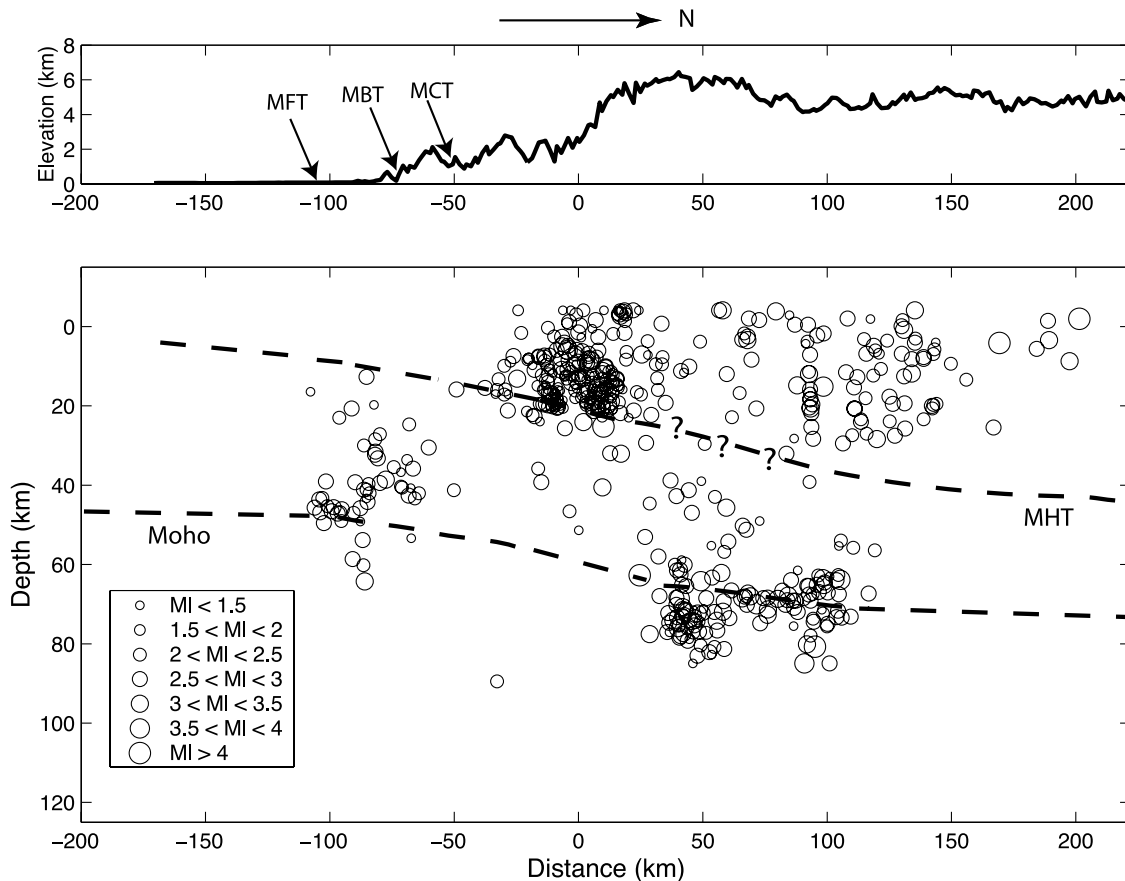 N
Elevation (km)
8
6
4
2
0
MFT
MBT
MCT
−200 −150 −100 −50 0 50 100 150 200
Depth (km)
0
20
40
60
80
100
120
? ? ?
MHT
Moho
Ml < 1.5
1.5 < Ml < 2
2 < Ml < 2.5
2.5 < Ml < 3
3 < Ml < 3.5
3.5 < Ml < 4
Ml > 4
−200 −150 −100 −50 0 50 100 150 200
Distance (km)